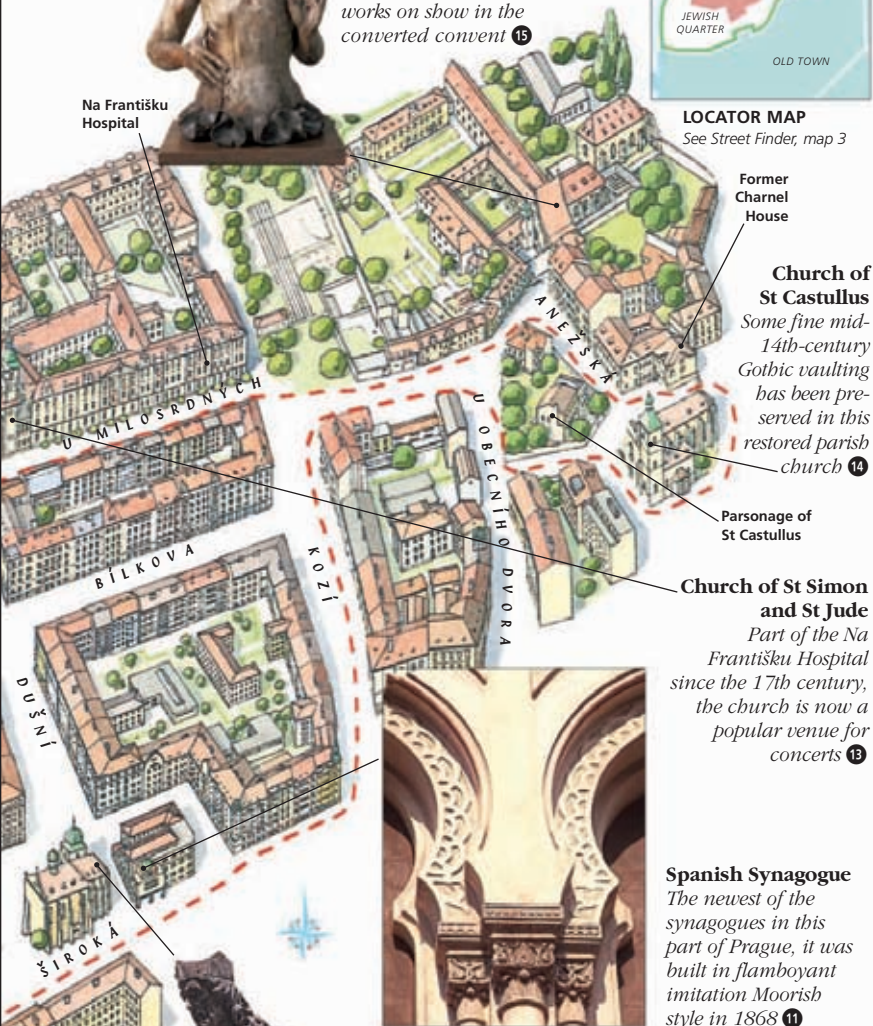 works on show in the
converted convent 15
JEWISH
QUARTER
OLD TOWN
LOCATOR MAP
See Street Finder, map 3
Na Františku
Hospital
Former
Charnel
House
Church of
St Castullus
Some fine mid-
14th-century
Gothic vaulting
has been pre-
served in this
restored parish
church 14
ANEŽSKÁ
U MILOSRDNÝCH
U OBECNÍHO DVORA
Parsonage of
St Castullus
BÍLKOVA
KOZÍ
Church of St Simon
and St Jude
Part of the Na
Františku Hospital
since the 17th century,
the church is now a
popular venue for
concerts 13
DUŠNÍ
ŠIROKÁ
Spanish Synagogue
The newest of the
synagogues in this
part of Prague, it was
built in flamboyant
imitation Moorish
style in 1868 11